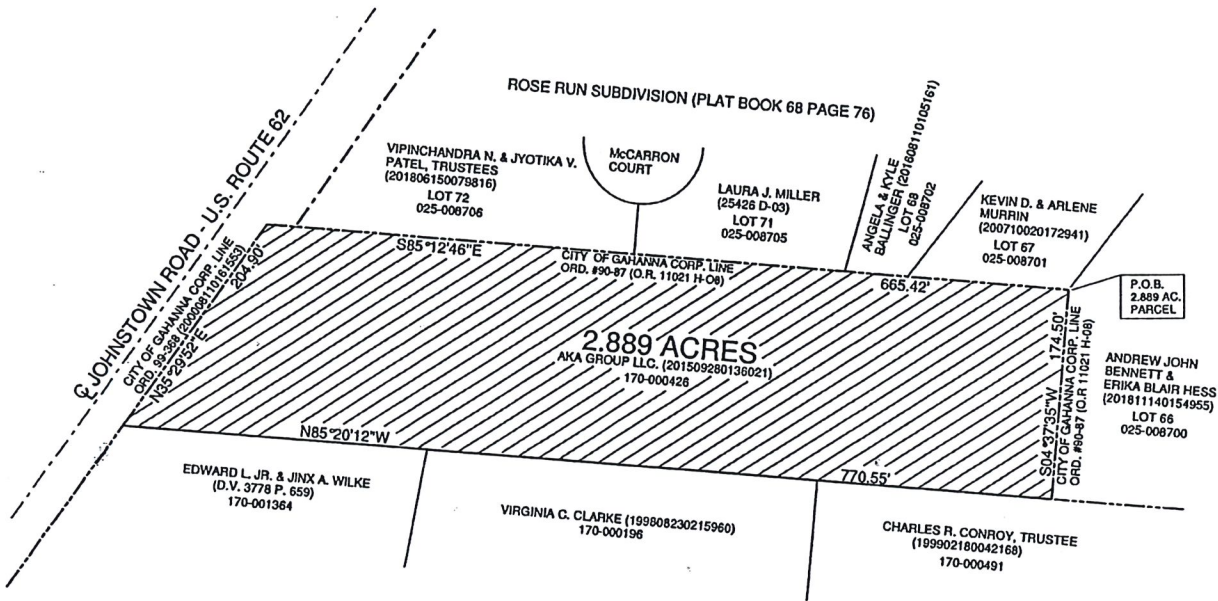 ROSE RUN SUBDIVISION (PLAT BOOK 68 PAGE 76)
℄ JOHNSTOWN ROAD - U.S. ROUTE 62
CITY OF GAHANNA CORP. LINE
ORD. 99-368 (200008110161553)
N35°29'52"E 204.90'
VIPINCHANDRA N. & JYOTIKA V.
PATEL, TRUSTEES
(201806150079816)
LOT 72
025-008706
McCARRON
COURT
LAURA J. MILLER
(25426 D-03)
LOT 71
025-008705
ANGELA & KYLE
BALLINGER (201608110105161)
LOT 68
025-008702
KEVIN D. & ARLENE
MURRIN
(200710020172941)
LOT 67
025-008701
P.O.B.
2.889 AC.
PARCEL
S85°12'46"E
CITY OF GAHANNA CORP. LINE
ORD. #90-87 (O.R. 11021 H-08)
665.42'
2.889 ACRES
AKA GROUP LLC. (201509280136021)
170-000426
S04°37'35"W 174.50'
CITY OF GAHANNA CORP. LINE
ORD. #90-87 (O.R 11021 H-08)
ANDREW JOHN
BENNETT &
ERIKA BLAIR HESS
(201811140154955)
LOT 66
025-008700
N85°20'12"W
770.55'
EDWARD L. JR. & JINX A. WILKE
(D.V. 3778 P. 659)
170-001364
VIRGINIA C. CLARKE (199808230215960)
170-000196
CHARLES R. CONROY, TRUSTEE
(199902180042168)
170-000491